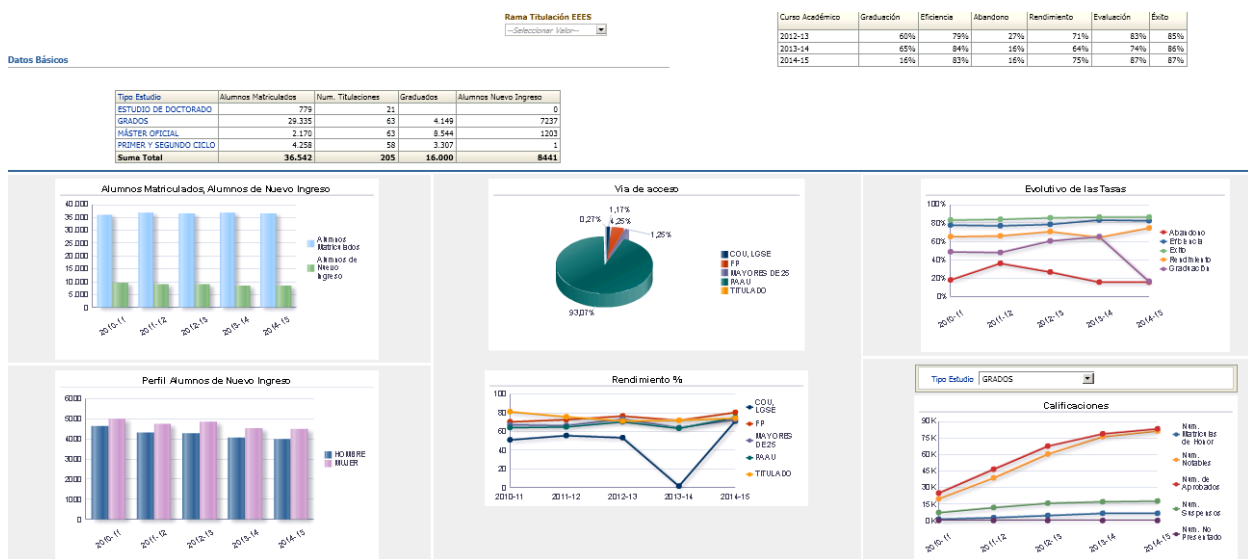 Rama Titulación EEES
--Seleccionar Valor--
Curso Académico Graduación Eficiencia Abandono Rendimiento Evaluación Éxito
2012-13 60% 79% 27% 71% 83% 85%
2013-14 65% 84% 16% 64% 74% 86%
2014-15 16% 83% 16% 75% 87% 87%
Datos Básicos
Tipo Estudio Alumnos Matriculados Num. Titulaciones Graduados Alumnos Nuevo Ingreso
ESTUDIO DE DOCTORADO 779 21 0
GRADOS 29.335 63 4.149 7237
MÁSTER OFICIAL 2.170 63 8.544 1203
PRIMER Y SEGUNDO CICLO 4.258 58 3.307 1
Suma Total 36.542 205 16.000 8441
Alumnos Matriculados, Alumnos de Nuevo Ingreso
40.000
35.000
30.000
25.000
20.000
15.000
10.000
5.000
0
2010-11 2011-12 2012-13 2013-14 2014-15
Alumnos
Matriculados
Alumnos de
Nuevo
Ingreso
Vía de acceso
0,27%
1,17%
4,25%
1,25%
93,07%
COU, LGSE
FP
MAYORES DE 25
PAAU
TITULADO
Evolutivo de las Tasas
100%
80%
60%
40%
20%
0%
2010-11 2011-12 2012-13 2013-14 2014-15
Abandono
Eficiencia
Exito
Rendimiento
Graduación
Perfil Alumnos de Nuevo Ingreso
6000
5000
4000
3000
2000
1000
0
2010-11 2011-12 2012-13 2013-14 2014-15
HOMBRE
MUJER
Rendimiento %
100
80
60
40
20
0
2010-11 2011-12 2012-13 2013-14 2014-15
COU,
LGSE
FP
MAYORES
DE25
PAAU
TITULADO
Tipo Estudio GRADOS
Calificaciones
90K
75K
60K
45K
30K
15K
0K
2010-11 2011-12 2012-13 2013-14 2014-15
Num.
Matriculas
de Honor
Num.
Notables
Num. de
Aprobados
Num.
Suspensos
Num. No
Presentado